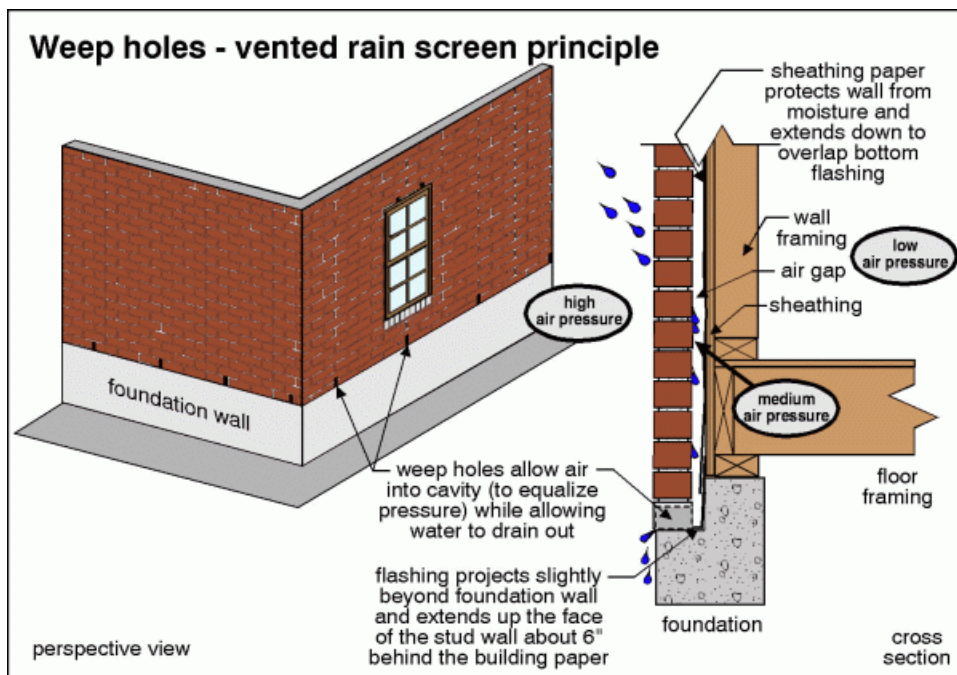 Weep holes - vented rain screen principle
sheathing paper
protects wall from
moisture and
extends down to
overlap bottom
flashing
wall
framing
low
air pressure
air gap
high
air pressure
sheathing
foundation wall
medium
air pressure
weep holes allow air
into cavity (to equalize
pressure) while allowing
water to drain out
floor
framing
flashing projects slightly
beyond foundation wall
and extends up the face
of the stud wall about 6"
behind the building paper
foundation
perspective view
cross
section